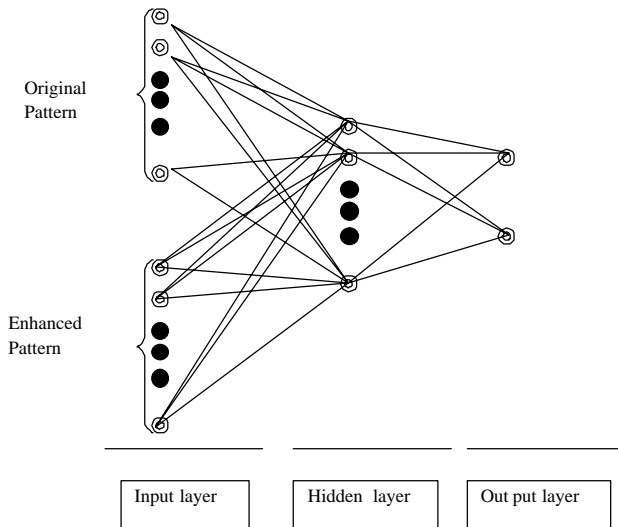 Original
Pattern
Enhanced
Pattern
Input layer
Hidden layer
Out put layer